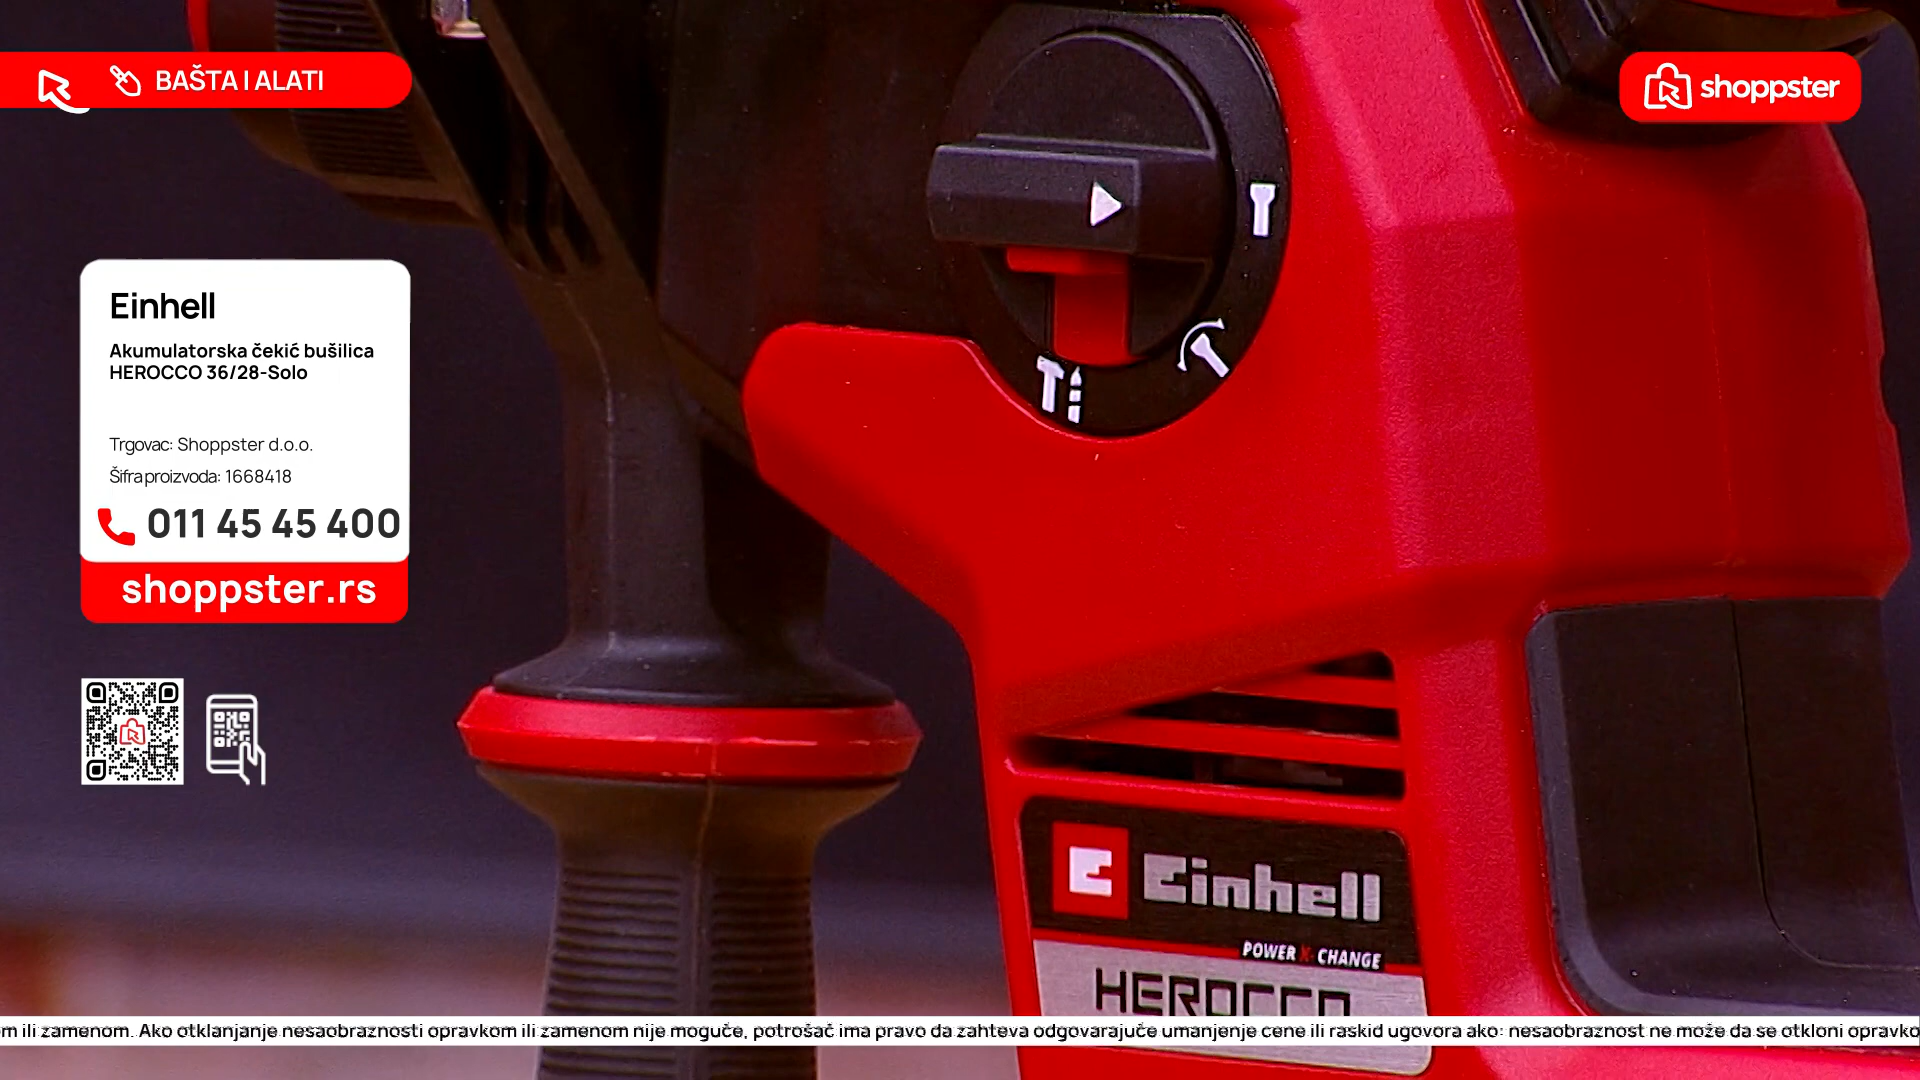 BAŠTA I ALATI
shoppster
Einhell
Akumulatorska čekić bušilica
HEROCCO 36/28-Solo
Trgovac: Shoppster d.o.o.
Šifra proizvoda: 1668418
011 45 45 400
shoppster.rs
Einhell
POWER X-CHANGE
HEROCCO
ili zamenom. Ako otklanjanje nesaobraznosti opravkom ili zamenom nije moguće, potrošač ima pravo da zahteva odgovarajuće umanjenje cene ili raskid ugovora ako: nesaobraznost ne može da se otkloni